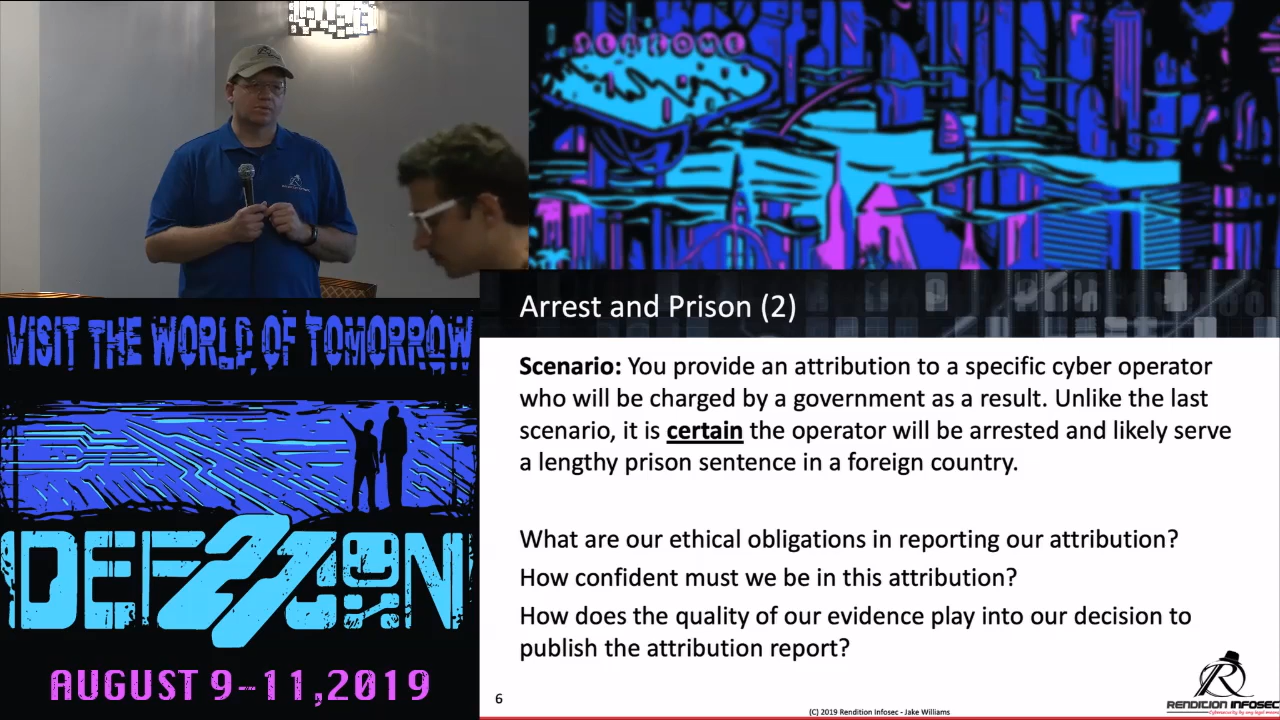 WELCOME
VISIT THE WORLD OF TOMORROW
DEF CON
27
AUGUST 9-11,2019
Arrest and Prison (2)
Scenario: You provide an attribution to a specific cyber operator
who will be charged by a government as a result. Unlike the last
scenario, it is certain the operator will be arrested and likely serve
a lengthy prison sentence in a foreign country.
What are our ethical obligations in reporting our attribution?
How confident must we be in this attribution?
How does the quality of our evidence play into our decision to
publish the attribution report?
6
(C) 2019 Rendition Infosec - Jake Williams
R
RENDITION INFOSEC